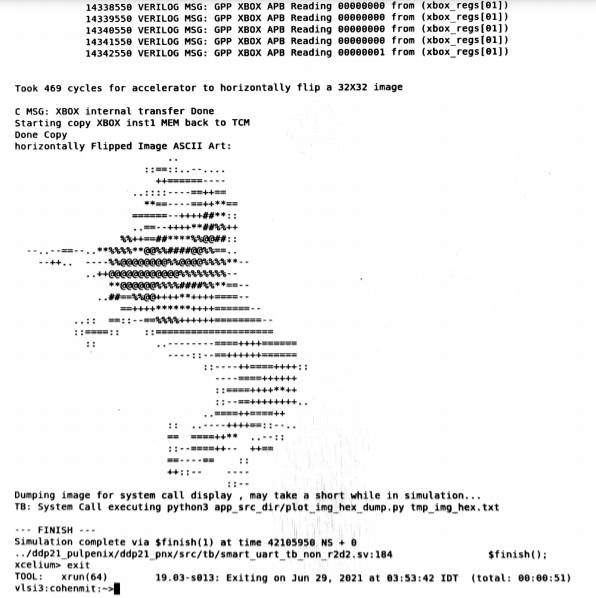 14338550 VERILOG MSG: GPP XBOX APB Reading 00000000 from (xbox_regs[01])
14339550 VERILOG MSG: GPP XBOX APB Reading 00000000 from (xbox_regs[01])
14340550 VERILOG MSG: GPP XBOX APB Reading 00000000 from (xbox_regs[01])
14341550 VERILOG MSG: GPP XBOX APB Reading 00000000 from (xbox_regs[01])
14342550 VERILOG MSG: GPP XBOX APB Reading 00000001 from (xbox_regs[01])
Took 469 cycles for accelerator to horizontally flip a 32X32 image
C MSG: XBOX internal transfer Done
Starting copy XBOX inst1 MEM back to TCM
Done Copy
horizontally Flipped Image ASCII Art:
Dumping image for system call display , may take a short while in simulation...
TB: System Call executing python3 app_src_dir/plot_img_hex_dump.py tmp_img_hex.txt
--- FINISH ---
Simulation complete via $finish(1) at time 42105950 NS + 0
../ddp21_pulpenix/ddp21_pnx/src/tb/smart_uart_tb_non_r2d2.sv:184 $finish();
xcelium> exit
TOOL: xrun(64) 19.03-s013: Exiting on Jun 29, 2021 at 03:53:42 IDT (total: 00:00:51)
vlsi3:cohenmit:~>